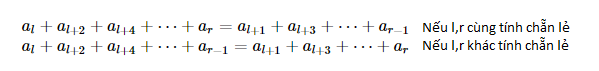 a_l + a_{l+2} + a_{l+4} + ··· + a_r = a_{l+1} + a_{l+3} + ··· + a_{r−1} Nếu l,r cùng tính chẵn lẻ
a_l + a_{l+2} + a_{l+4} + ··· + a_{r−1} = a_{l+1} + a_{l+3} + ··· + a_r Nếu l,r khác tính chẵn lẻ